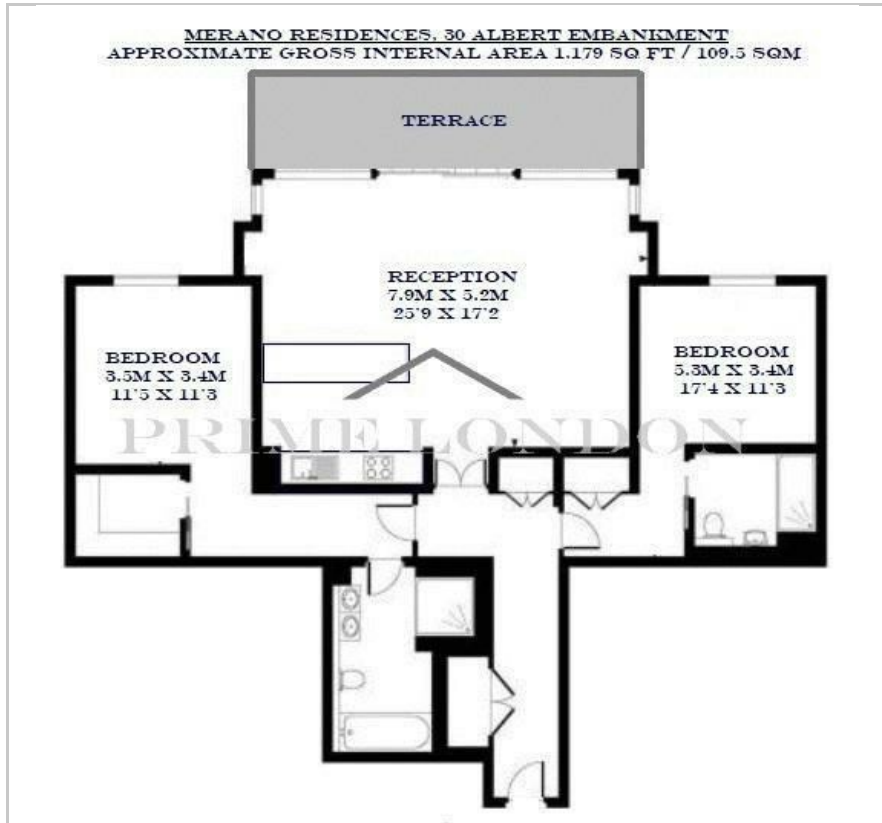 MERANO RESIDENCES, 30 ALBERT EMBANKMENT
APPROXIMATE GROSS INTERNAL AREA 1.179 SQ FT / 109.5 SQM
TERRACE
RECEPTION
7.9M X 5.2M
25'9 X 17'2
BEDROOM
3.5M X 3.4M
11'5 X 11'3
BEDROOM
5.3M X 3.4M
17'4 X 11'3
PRIME LONDON